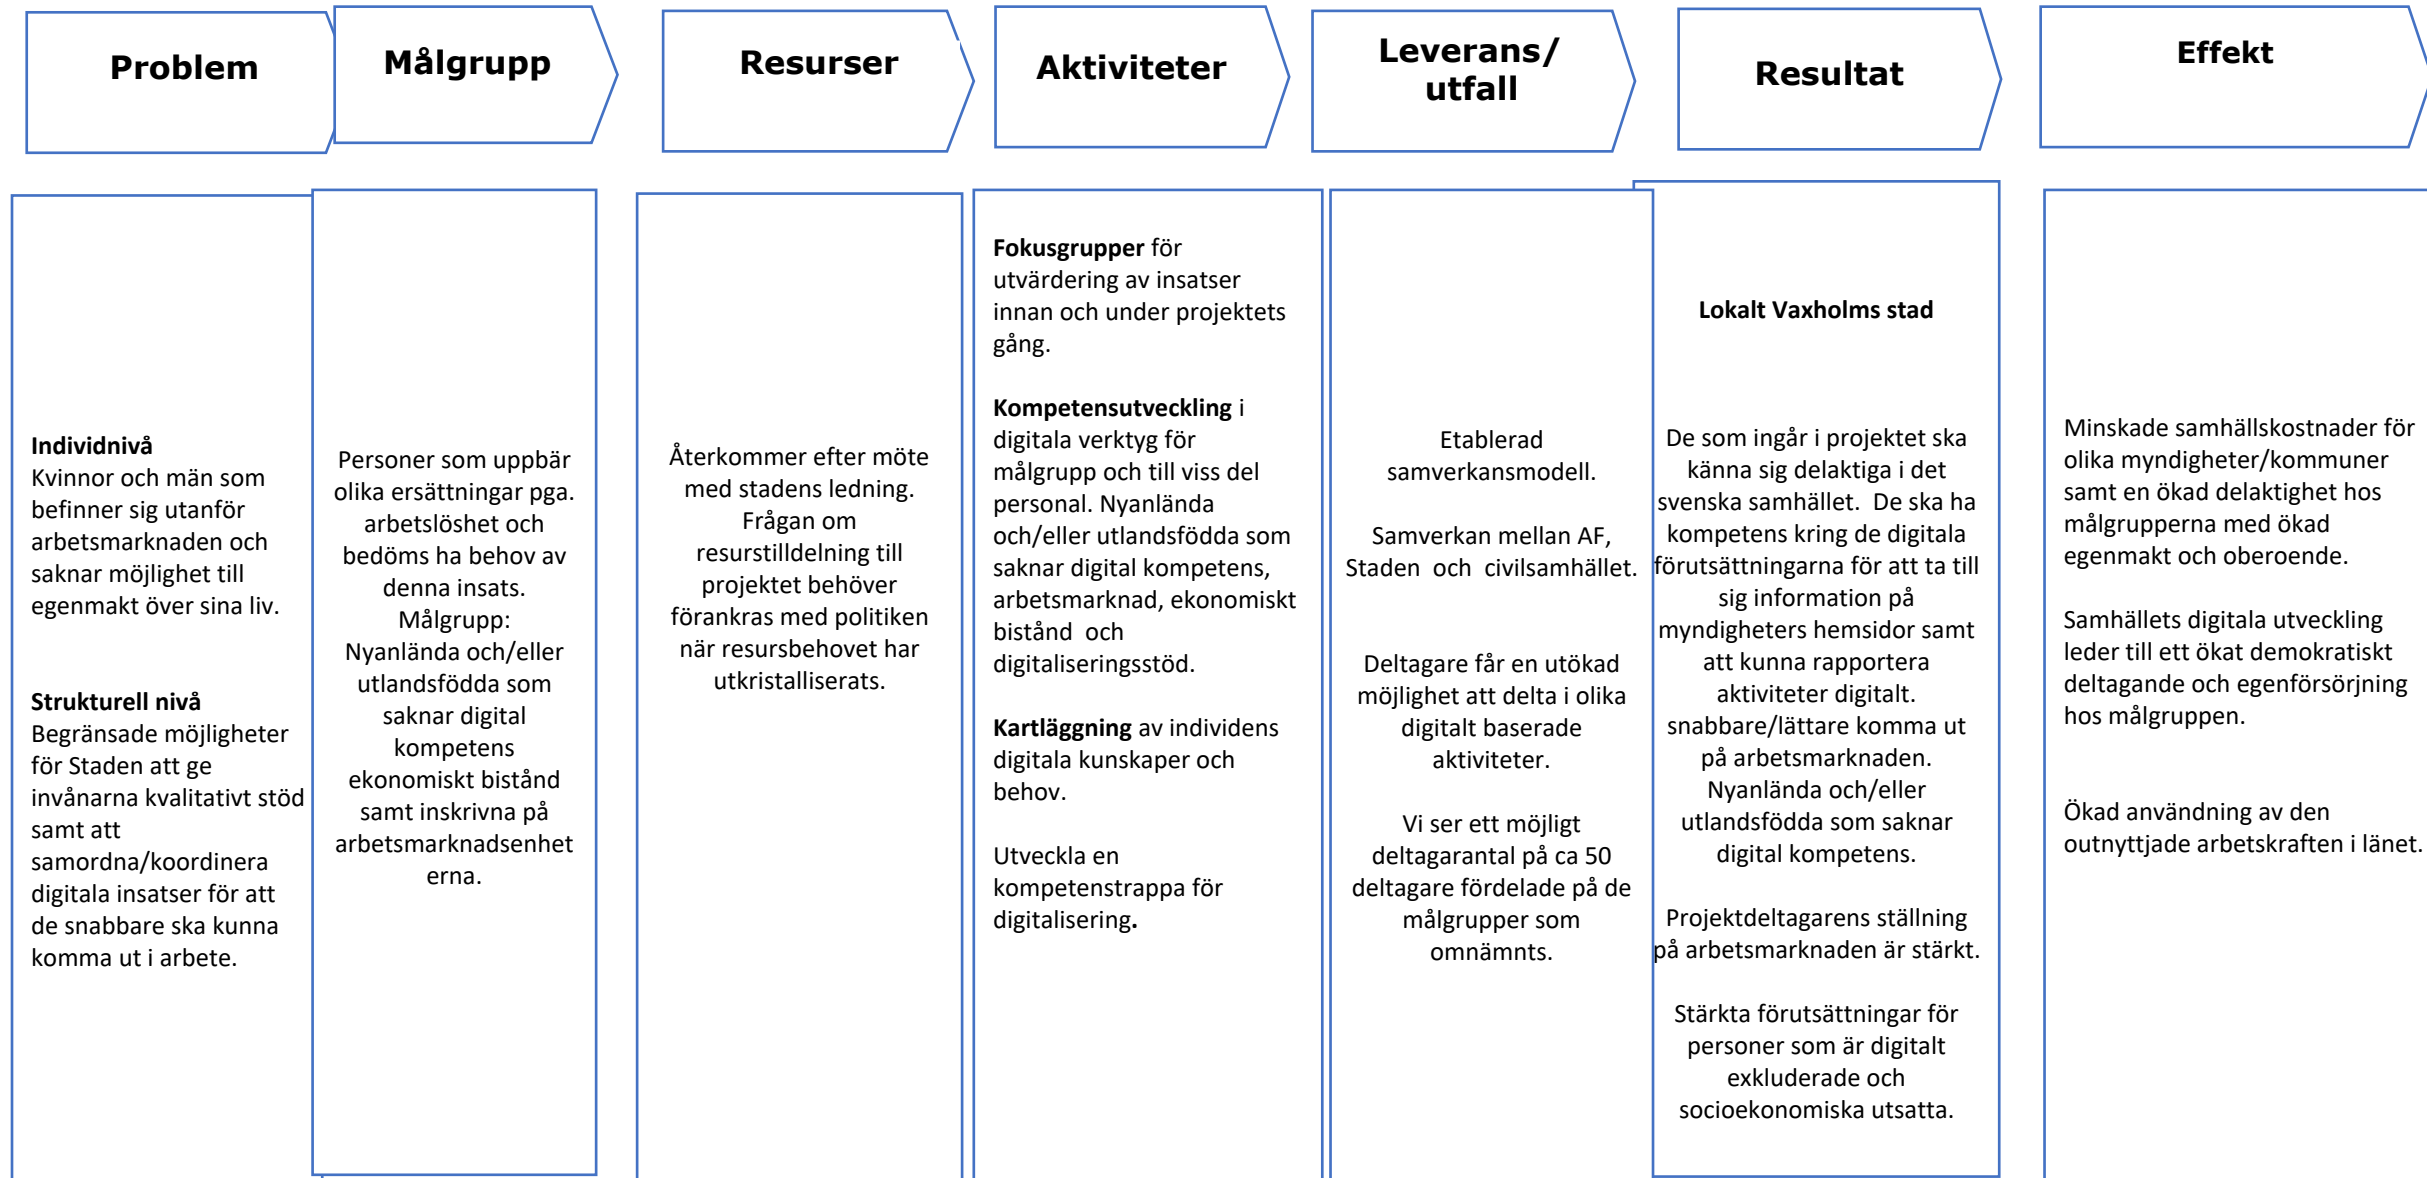 Problem
Målgrupp
Resurser
Aktiviteter
Leverans/
utfall
Resultat
Effekt
Individnivå
Kvinnor och män som
befinner sig utanför
arbetsmarknaden och
saknar möjlighet till
egenmakt över sina liv.
Strukturell nivå
Begränsade möjligheter
för Staden att ge
invånarna kvalitativt stöd
samt att
samordna/koordinera
digitala insatser för att
de snabbare ska kunna
komma ut i arbete.
Personer som uppbär
olika ersättningar pga.
arbetslöshet och
bedöms ha behov av
denna insats.
Målgrupp:
Nyanlända och/eller
utlandsfödda som
saknar digital
kompetens
ekonomiskt bistånd
samt inskrivna på
arbetsmarknadsenhet
erna.
Återkommer efter möte
med stadens ledning.
Frågan om
resurstilldelning till
projektet behöver
förankras med politiken
när resursbehovet har
utkristalliserats.
Fokusgrupper för
utvärdering av insatser
innan och under projektets
gång.
Kompetensutveckling i
digitala verktyg för
målgrupp och till viss del
personal. Nyanlända
och/eller utlandsfödda som
saknar digital kompetens,
arbetsmarknad, ekonomiskt
bistånd och
digitaliseringsstöd.
Kartläggning av individens
digitala kunskaper och
behov.
Utveckla en
kompetenstrappa för
digitalisering.
Etablerad
samverkansmodell.
Samverkan mellan AF,
Staden och civilsamhället.
Deltagare får en utökad
möjlighet att delta i olika
digitalt baserade
aktiviteter.
Vi ser ett möjligt
deltagarantal på ca 50
deltagare fördelade på de
målgrupper som
omnämnts.
Lokalt Vaxholms stad
De som ingår i projektet ska
känna sig delaktiga i det
svenska samhället. De ska ha
kompetens kring de digitala
förutsättningarna för att ta till
sig information på
myndigheters hemsidor samt
att kunna rapportera
aktiviteter digitalt.
snabbare/lättare komma ut
på arbetsmarknaden.
Nyanlända och/eller
utlandsfödda som saknar
digital kompetens.
Projektdeltagarens ställning
på arbetsmarknaden är stärkt.
Stärkta förutsättningar för
personer som är digitalt
exkluderade och
socioekonomiska utsatta.
Minskade samhällskostnader för
olika myndigheter/kommuner
samt en ökad delaktighet hos
målgrupperna med ökad
egenmakt och oberoende.
Samhällets digitala utveckling
leder till ett ökat demokratiskt
deltagande och egenförsörjning
hos målgruppen.
Ökad användning av den
outnyttjade arbetskraften i länet.